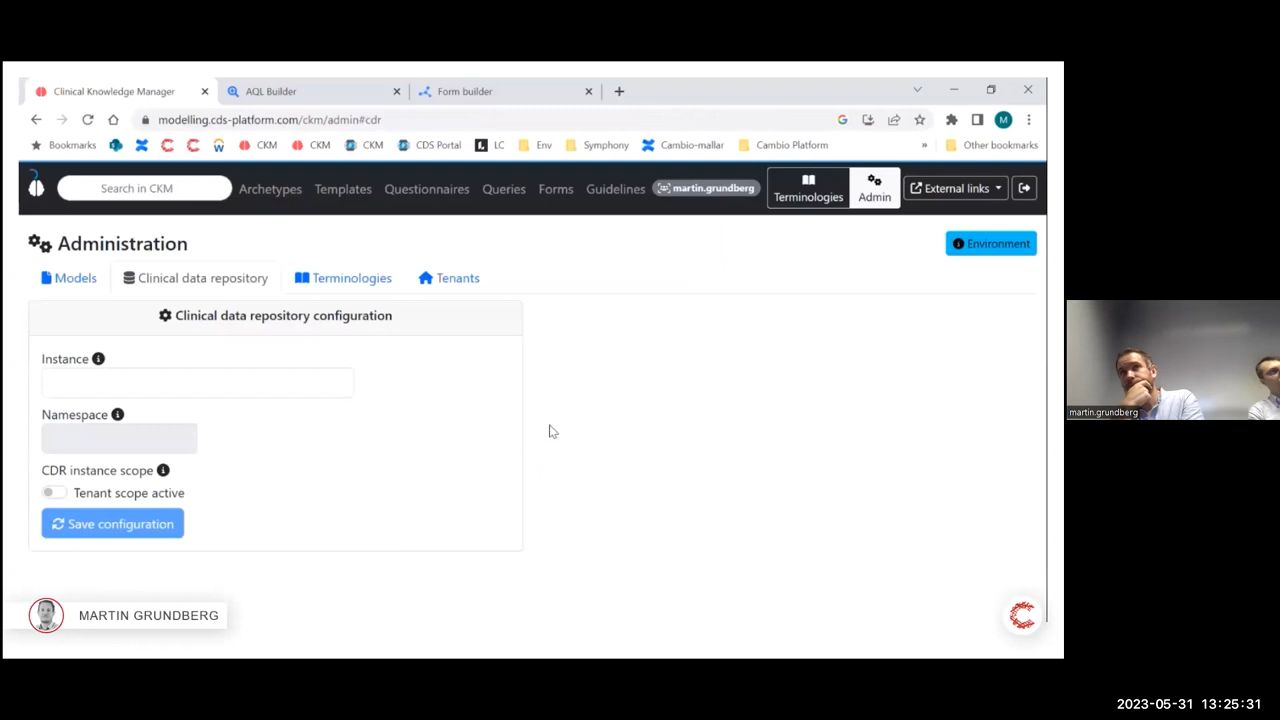 Clinical Knowledge Manager
AQL Builder
Form builder
modelling.cds-platform.com/ckm/admin#cdr
M
Bookmarks
CKM
CKM
CKM
CDS Portal
LC
Env
Symphony
Cambio-mallar
Cambio Platform
»
Other bookmarks
Search in CKM
Archetypes
Templates
Questionnaires
Queries
Forms
Guidelines
martin.grundberg
Terminologies
Admin
External links
Administration
Environment
Models
Clinical data repository
Terminologies
Tenants
Clinical data repository configuration
Instance
Namespace
CDR instance scope
Tenant scope active
Save configuration
MARTIN GRUNDBERG
martin.grundberg
2023-05-31 13:25:31